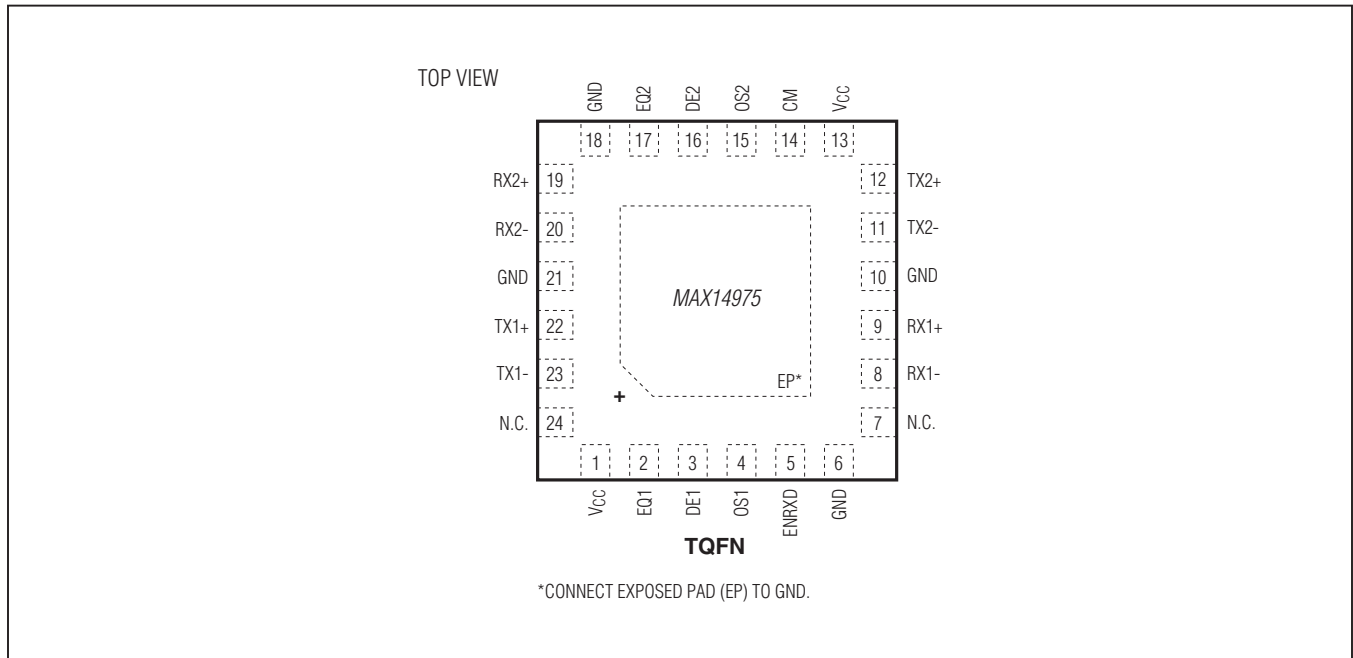 TOP VIEW
GND EQ2 DE2 OS2 CM VCC
18 17 16 15 14 13
RX2+ 19 12 TX2+
RX2- 20 11 TX2-
GND 21 10 GND
MAX14975
TX1+ 22 9 RX1+
TX1- 23 8 RX1-
EP*
+
N.C. 24 7 N.C.
1 2 3 4 5 6
VCC EQ1 DE1 OS1 ENRXD GND
TQFN
*CONNECT EXPOSED PAD (EP) TO GND.